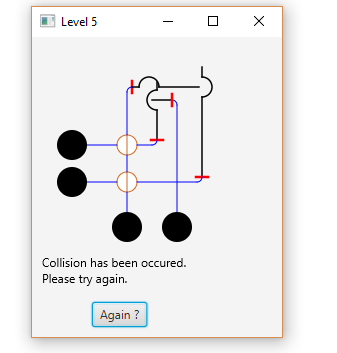 Level 5
Collision has been occured.
Please try again.
Again ?